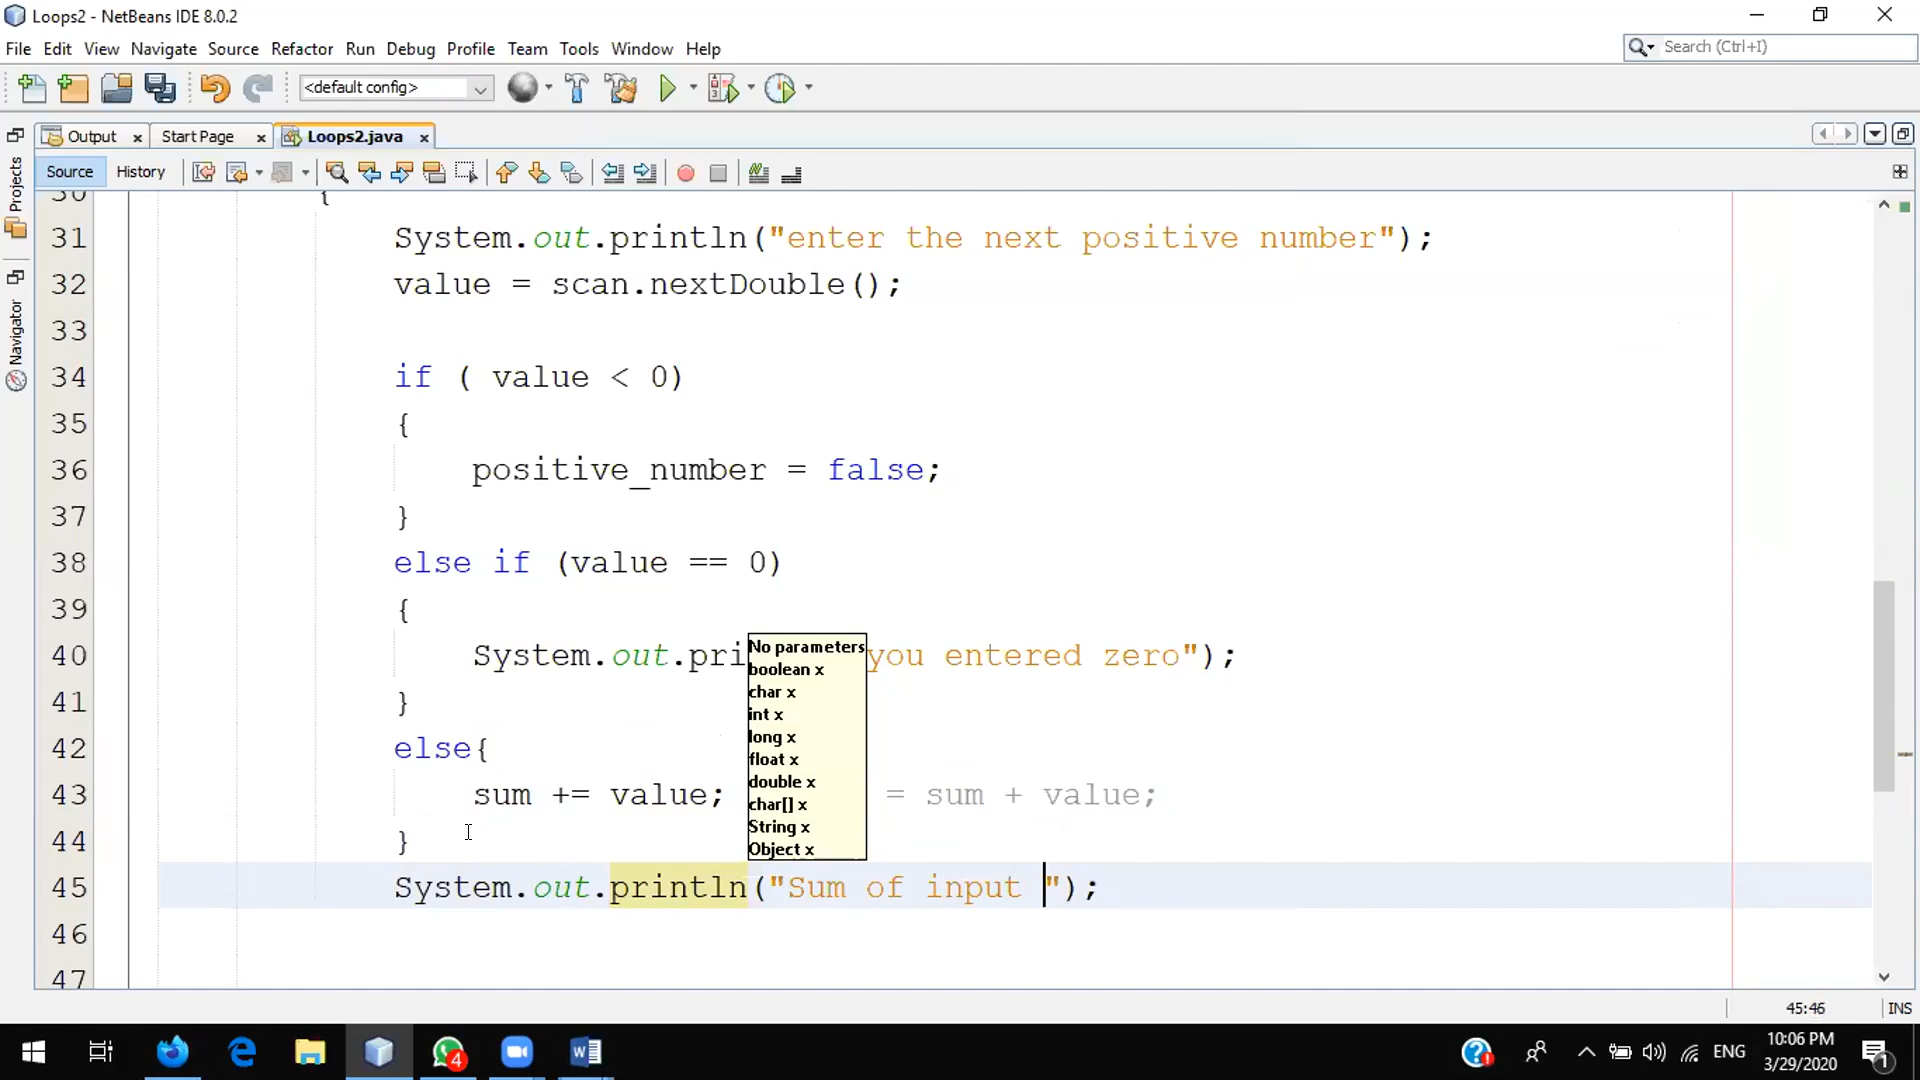 Loops2 - NetBeans IDE 8.0.2
File Edit View Navigate Source Refactor Run Debug Profile Team Tools Window Help
Search (Ctrl+I)
<default config>
Output Start Page Loops2.java
Source History
Projects
Navigator
30 {
31 System.out.println("enter the next positive number");
32 value = scan.nextDouble();
33
34 if ( value < 0)
35 {
36 positive_number = false;
37 }
38 else if (value == 0)
39 {
40 System.out.pri you entered zero");
41 }
42 else{
43 sum += value; = sum + value;
44 }
45 System.out.println("Sum of input ");
46
47
No parameters
boolean x
char x
int x
long x
float x
double x
char[] x
String x
Object x
45:46 INS
4
ENG
10:06 PM
3/29/2020
1